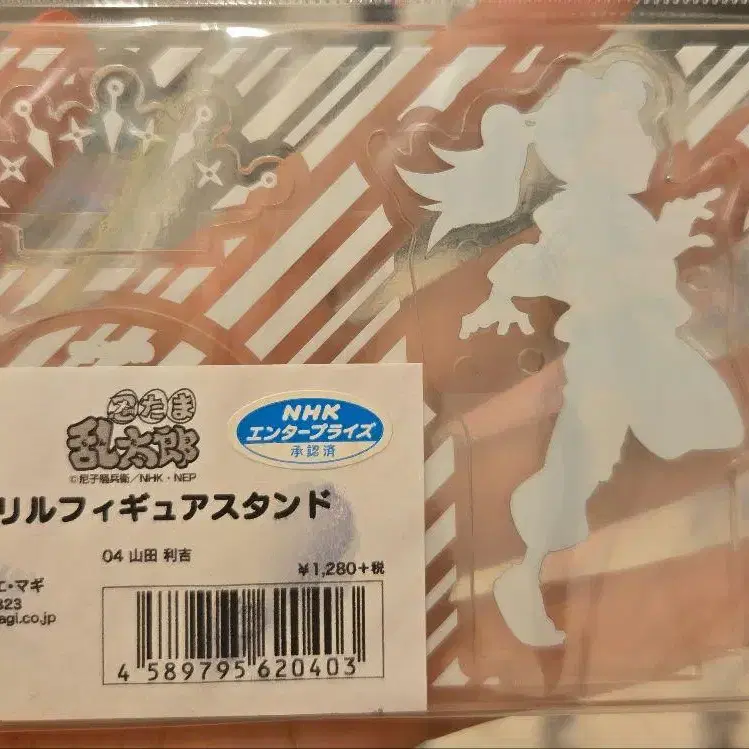 忍たま
乱太郎
©尼子騒兵衛/NHK・NEP
NHK
エンタープライズ
承認済
リルフィギュアスタンド
04 山田 利吉
¥1,280+税
エ・マギ
323
agi.co.jp
4 589795 620403